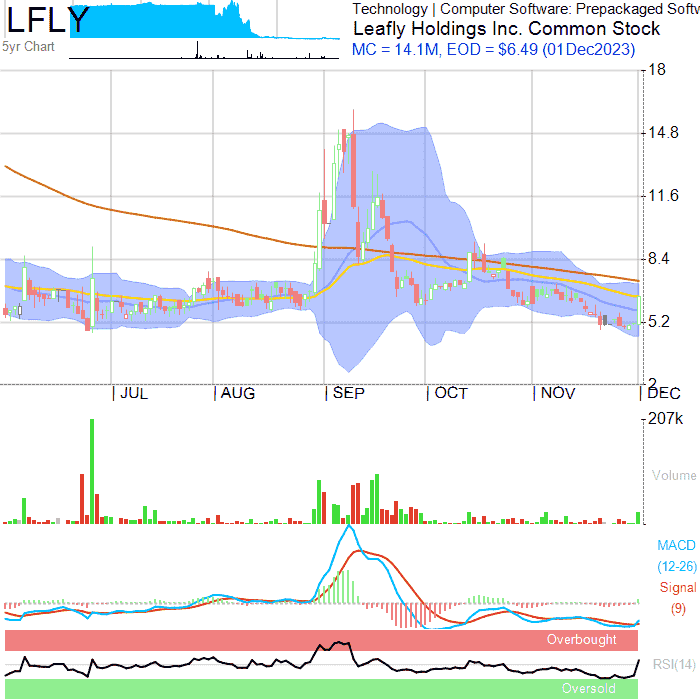 LFLY
Technology | Computer Software: Prepackaged Softw
Leafly Holdings Inc. Common Stock
5yr Chart
MC = 14.1M, EOD = $6.49 (01Dec2023)
18
14.8
11.6
8.4
5.2
2
JUL AUG SEP OCT NOV DEC
207k
Volume
MACD
(12-26)
Signal
(9)
Overbought
RSI(14)
Oversold